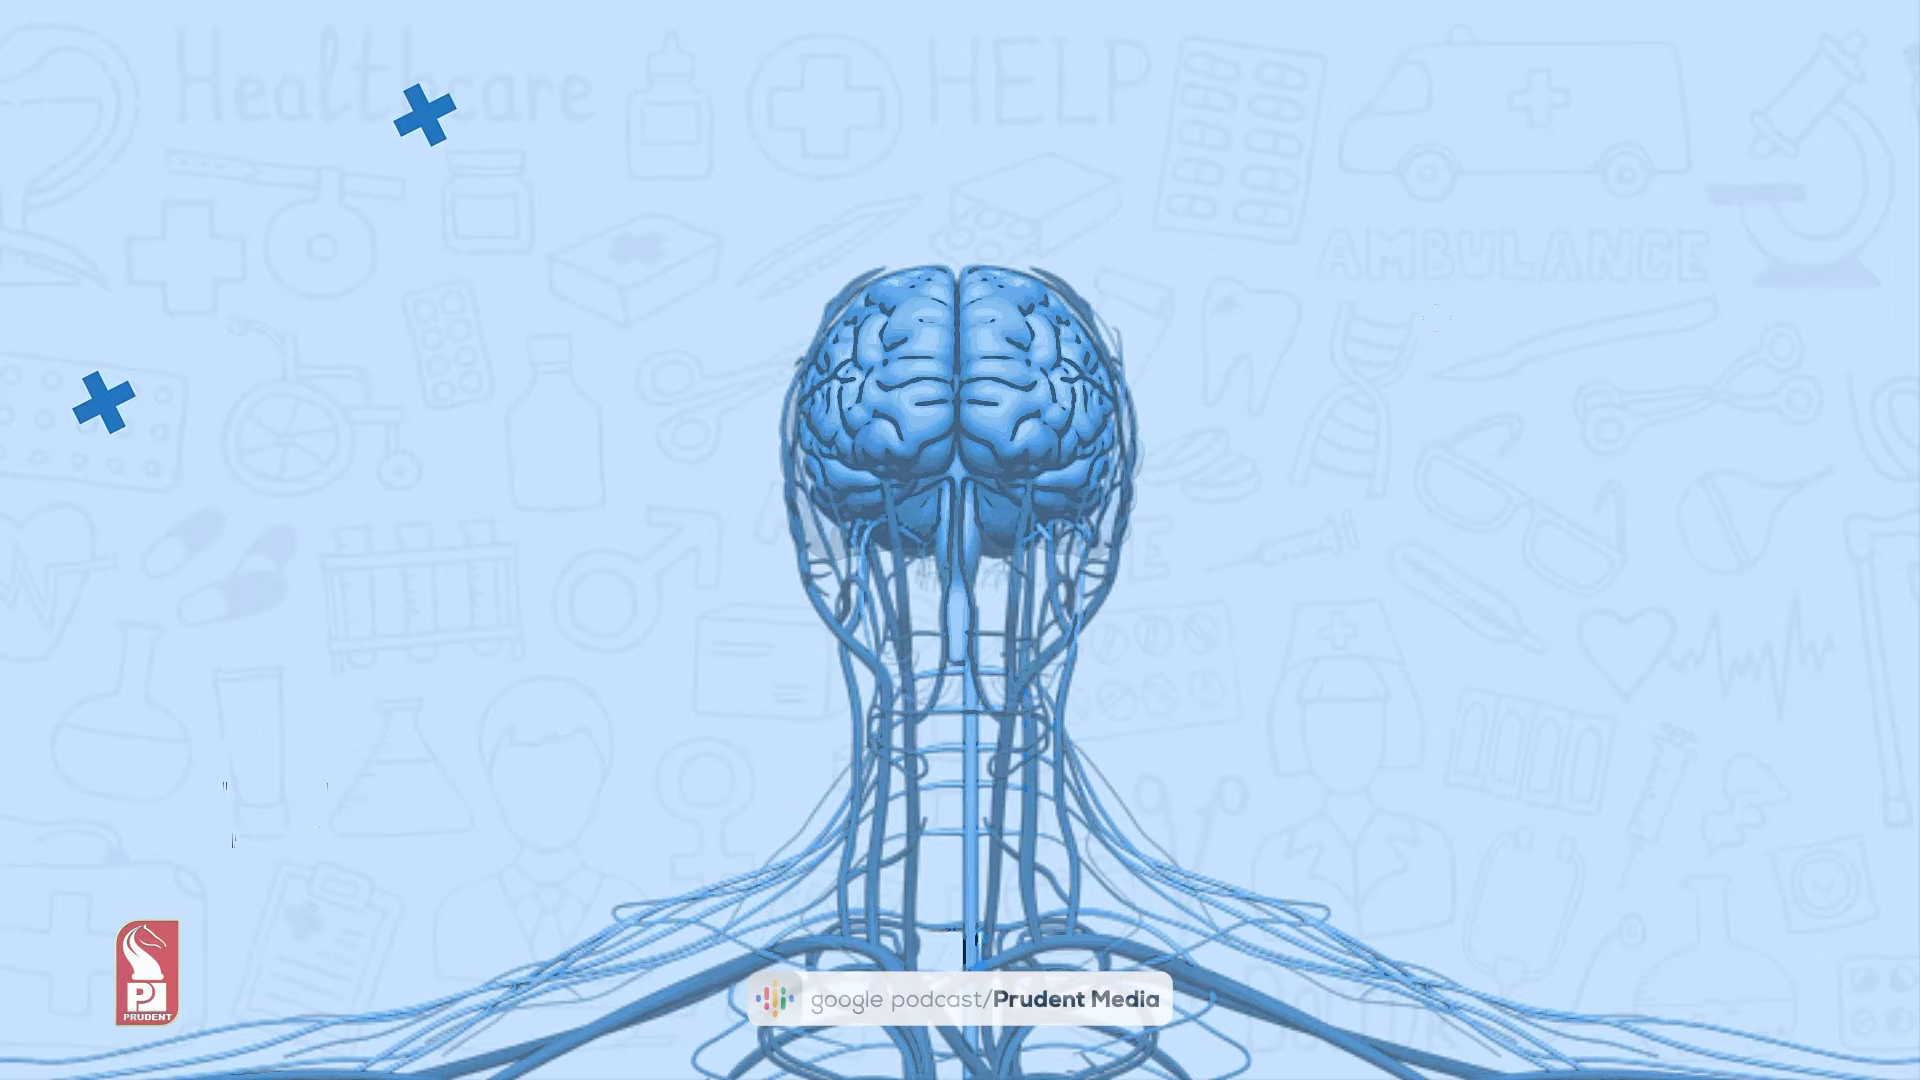 Healthcare
HELP
AMBULANCE
P
PRUDENT
google podcast/Prudent Media